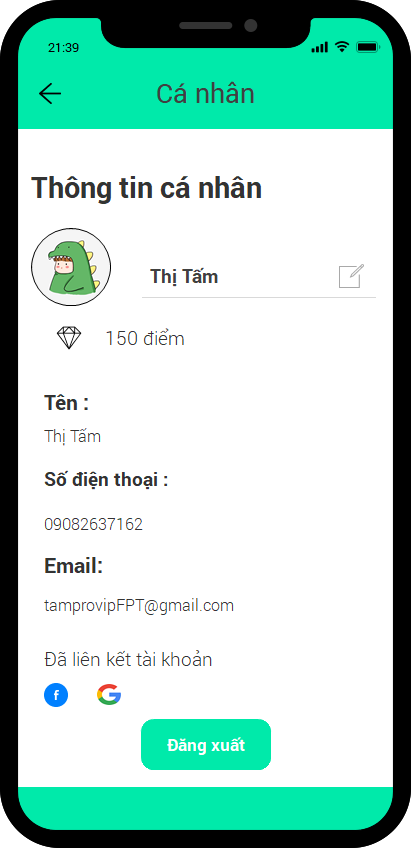 21:39
Cá nhân
Thông tin cá nhân
Thị Tấm
150 điểm
Tên :
Thị Tấm
Số điện thoại :
09082637162
Email:
tamprovipFPT@gmail.com
Đã liên kết tài khoản
Đăng xuất